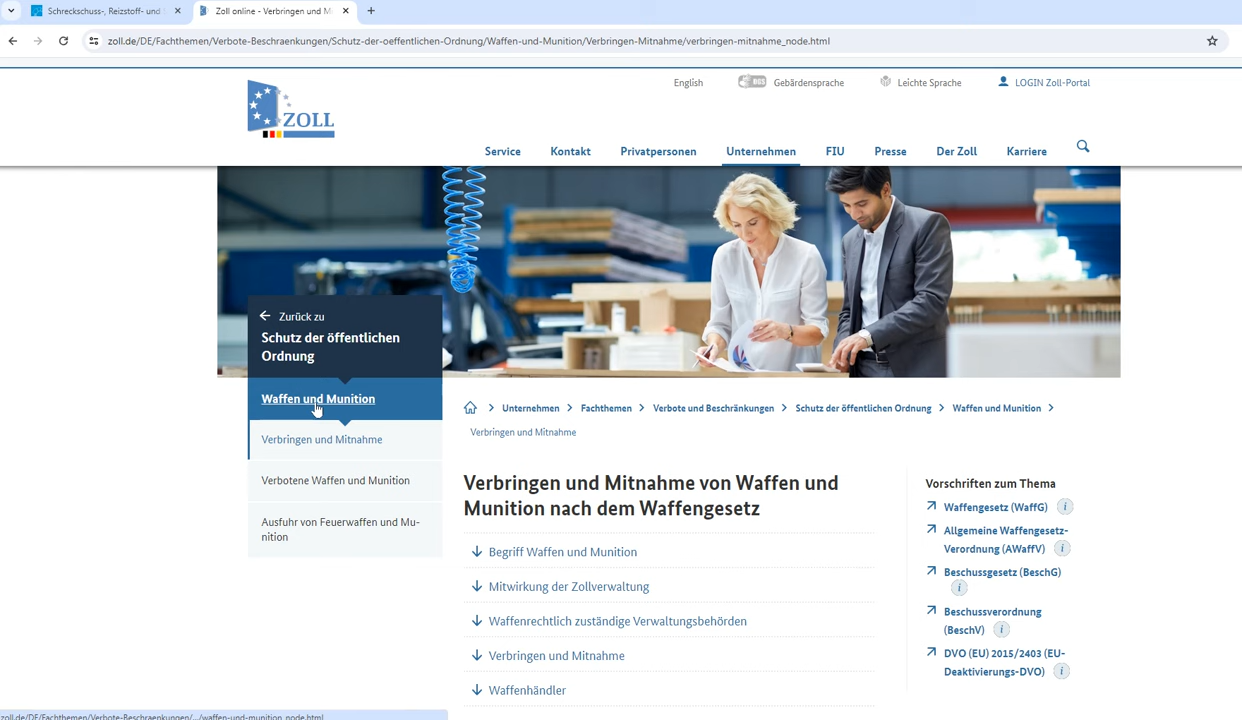 Schreckschuss-, Reizstoff- und
Zoll online - Verbringen und M
zoll.de/DE/Fachthemen/Verbote-Beschraenkungen/Schutz-der-oeffentlichen-Ordnung/Waffen-und-Munition/Verbringen-Mitnahme/verbringen-mitnahme_node.html
English
DGS
Gebärdensprache
Leichte Sprache
LOGIN Zoll-Portal
ZOLL
Service
Kontakt
Privatpersonen
Unternehmen
FIU
Presse
Der Zoll
Karriere
Zurück zu
Schutz der öffentlichen
Ordnung
Waffen und Munition
Verbringen und Mitnahme
Verbotene Waffen und Munition
Ausfuhr von Feuerwaffen und Mu-
nition
Unternehmen > Fachthemen > Verbote und Beschränkungen > Schutz der öffentlichen Ordnung > Waffen und Munition >
Verbringen und Mitnahme
Verbringen und Mitnahme von Waffen und
Munition nach dem Waffengesetz
Begriff Waffen und Munition
Mitwirkung der Zollverwaltung
Waffenrechtlich zuständige Verwaltungsbehörden
Verbringen und Mitnahme
Waffenhändler
Vorschriften zum Thema
Waffengesetz (WaffG) i
Allgemeine Waffengesetz-
Verordnung (AWaffV) i
Beschussgesetz (BeschG)
i
Beschussverordnung
(BeschV) i
DVO (EU) 2015/2403 (EU-
Deaktivierungs-DVO) i
zoll.de/DE/Fachthemen/Verbote-Beschraenkungen/.../waffen-und-munition_node.html